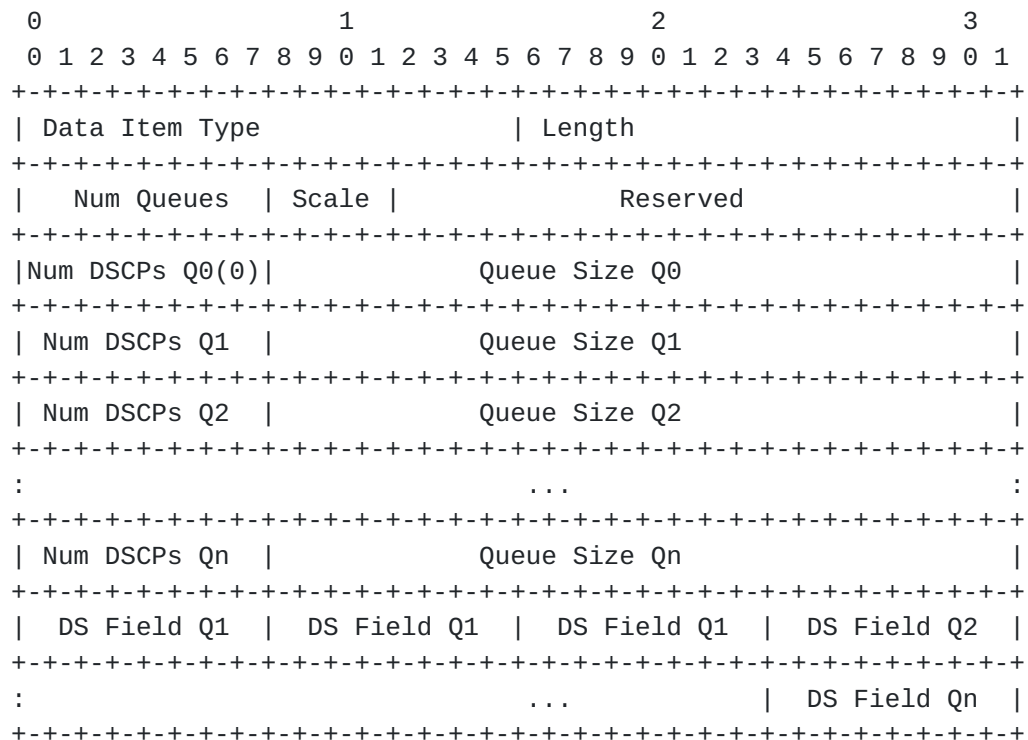 0                   1                   2                   3
 0 1 2 3 4 5 6 7 8 9 0 1 2 3 4 5 6 7 8 9 0 1 2 3 4 5 6 7 8 9 0 1
+-+-+-+-+-+-+-+-+-+-+-+-+-+-+-+-+-+-+-+-+-+-+-+-+-+-+-+-+-+-+-+-+
| Data Item Type                | Length                        |
+-+-+-+-+-+-+-+-+-+-+-+-+-+-+-+-+-+-+-+-+-+-+-+-+-+-+-+-+-+-+-+-+
|   Num Queues  | Scale |              Reserved                 |
+-+-+-+-+-+-+-+-+-+-+-+-+-+-+-+-+-+-+-+-+-+-+-+-+-+-+-+-+-+-+-+-+
|Num DSCPs Q0(0)|             Queue Size Q0                     |
+-+-+-+-+-+-+-+-+-+-+-+-+-+-+-+-+-+-+-+-+-+-+-+-+-+-+-+-+-+-+-+-+
| Num DSCPs Q1  |             Queue Size Q1                     |
+-+-+-+-+-+-+-+-+-+-+-+-+-+-+-+-+-+-+-+-+-+-+-+-+-+-+-+-+-+-+-+-+
| Num DSCPs Q2  |             Queue Size Q2                     |
+-+-+-+-+-+-+-+-+-+-+-+-+-+-+-+-+-+-+-+-+-+-+-+-+-+-+-+-+-+-+-+-+
:                                ...                            :
+-+-+-+-+-+-+-+-+-+-+-+-+-+-+-+-+-+-+-+-+-+-+-+-+-+-+-+-+-+-+-+-+
| Num DSCPs Qn  |             Queue Size Qn                     |
+-+-+-+-+-+-+-+-+-+-+-+-+-+-+-+-+-+-+-+-+-+-+-+-+-+-+-+-+-+-+-+-+
|  DS Field Q1  |  DS Field Q1  |  DS Field Q1  |  DS Field Q2  |
+-+-+-+-+-+-+-+-+-+-+-+-+-+-+-+-+-+-+-+-+-+-+-+-+-+-+-+-+-+-+-+-+
:                                ...            |  DS Field Qn  |
+-+-+-+-+-+-+-+-+-+-+-+-+-+-+-+-+-+-+-+-+-+-+-+-+-+-+-+-+-+-+-+-+